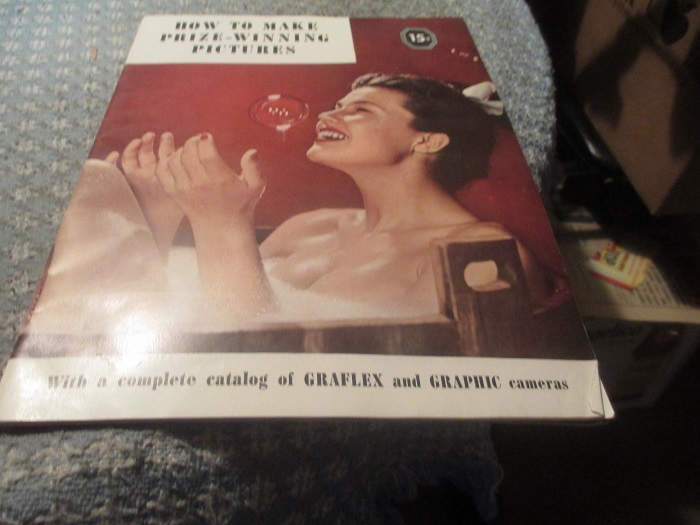 HOW TO MAKE
PRIZE-WINNING
PICTURES
15¢
With a complete catalog of GRAFLEX and GRAPHIC cameras